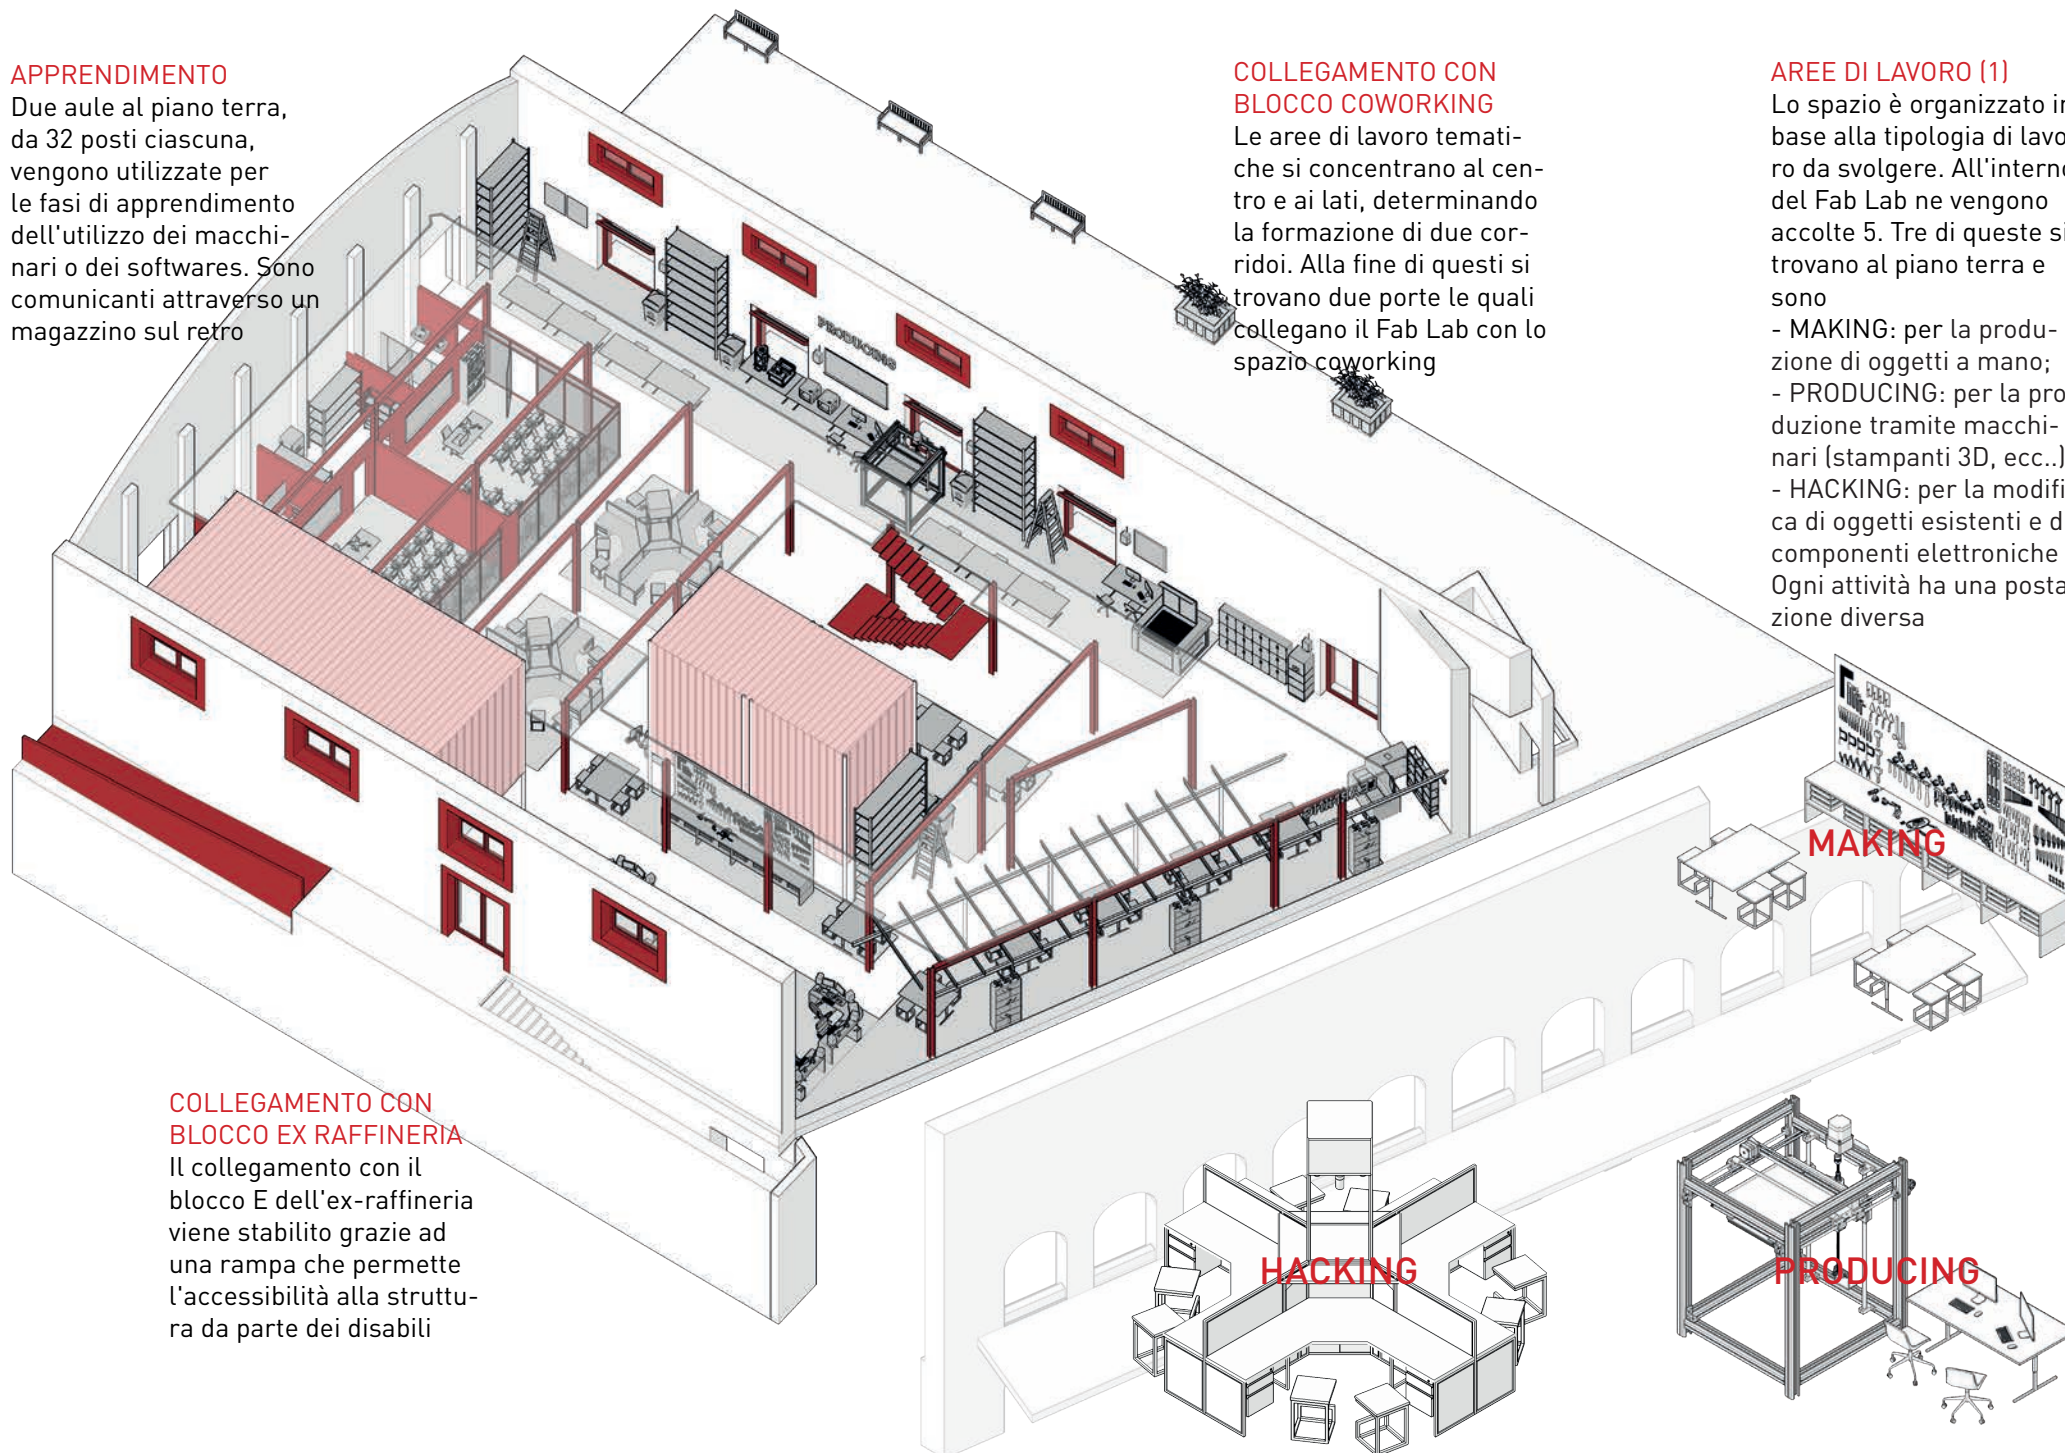 APPRENDIMENTO
Due aule al piano terra,
da 32 posti ciascuna,
vengono utilizzate per
le fasi di apprendimento
dell'utilizzo dei macchi-
nari o dei softwares. Sono
comunicanti attraverso un
magazzino sul retro
COLLEGAMENTO CON
BLOCCO COWORKING
Le aree di lavoro temati-
che si concentrano al cen-
tro e ai lati, determinando
la formazione di due cor-
ridoi. Alla fine di questi si
trovano due porte le quali
collegano il Fab Lab con lo
spazio coworking
AREE DI LAVORO (1)
Lo spazio è organizzato in
base alla tipologia di lavo
ro da svolgere. All'interno
del Fab Lab ne vengono
accolte 5. Tre di queste si
trovano al piano terra e
sono
- MAKING: per la produ-
zione di oggetti a mano;
- PRODUCING: per la pro
duzione tramite macchi-
nari (stampanti 3D, ecc..)
- HACKING: per la modifi
ca di oggetti esistenti e d
componenti elettroniche
Ogni attività ha una posta
zione diversa
PRODUCING
MAKING
COLLEGAMENTO CON
BLOCCO EX RAFFINERIA
Il collegamento con il
blocco E dell'ex-raffineria
viene stabilito grazie ad
una rampa che permette
l'accessibilità alla struttu-
ra da parte dei disabili
HACKING
PRODUCING